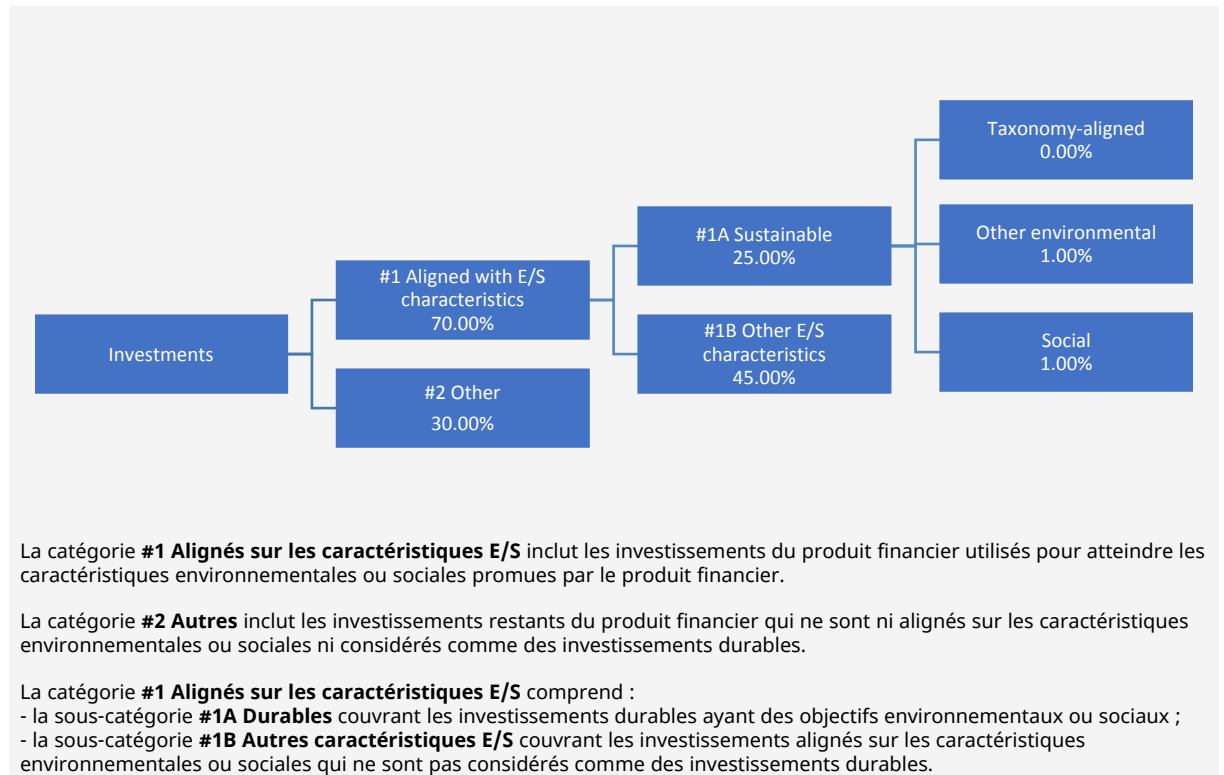 Taxonomy-aligned
0.00%
#1A Sustainable
25.00%
Other environmental
1.00%
#1 Aligned with E/S
characteristics
70.00%
Investments
#1B Other E/S
characteristics
45.00%
Social
1.00%
#2 Other
30.00%
La catégorie #1 Alignés sur les caractéristiques E/S inclut les investissements du produit financier utilisés pour atteindre les
caractéristiques environnementales ou sociales promues par le produit financier.
La catégorie #2 Autres inclut les investissements restants du produit financier qui ne sont ni alignés sur les caractéristiques
environnementales ou sociales ni considérés comme des investissements durables.
La catégorie #1 Alignés sur les caractéristiques E/S comprend :
- la sous-catégorie #1A Durables couvrant les investissements durables ayant des objectifs environnementaux ou sociaux ;
- la sous-catégorie #1B Autres caractéristiques E/S couvrant les investissements alignés sur les caractéristiques
environnementales ou sociales qui ne sont pas considérés comme des investissements durables.